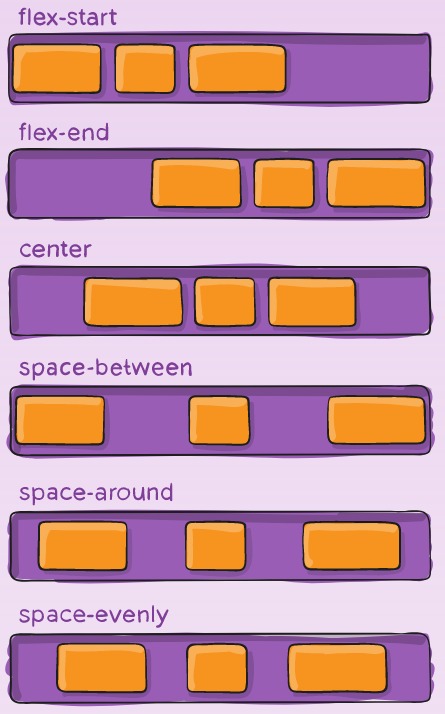 flex-start
flex-end
center
space-between
space-around
space-evenly